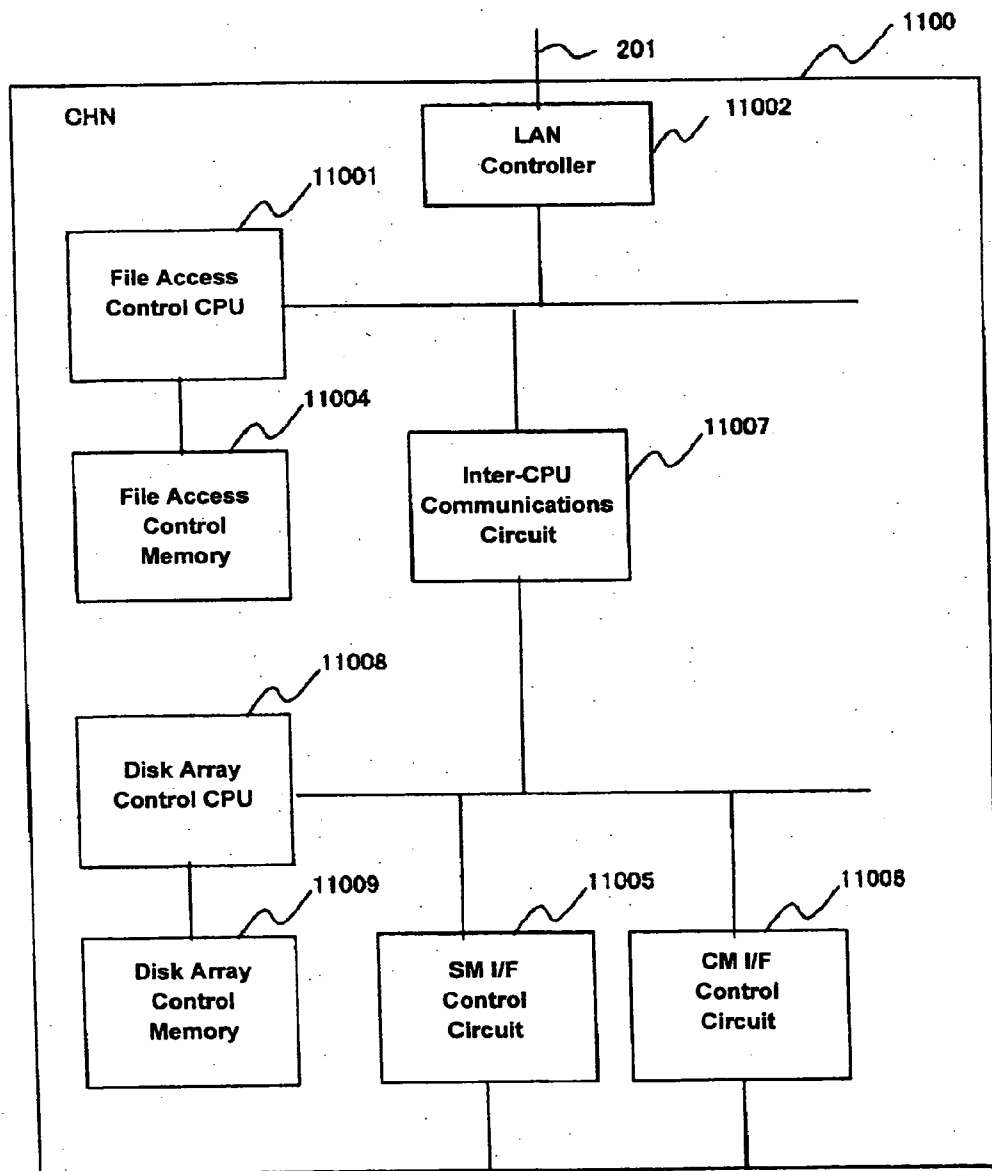 1100
201
CHN
11002
LAN
Controller
11001
File Access
Control CPU
11004
File Access
Control
Memory
11007
Inter-CPU
Communications
Circuit
11008
Disk Array
Control CPU
11009
Disk Array
Control
Memory
11005
SM I/F
Control
Circuit
11006
CM I/F
Control
Circuit